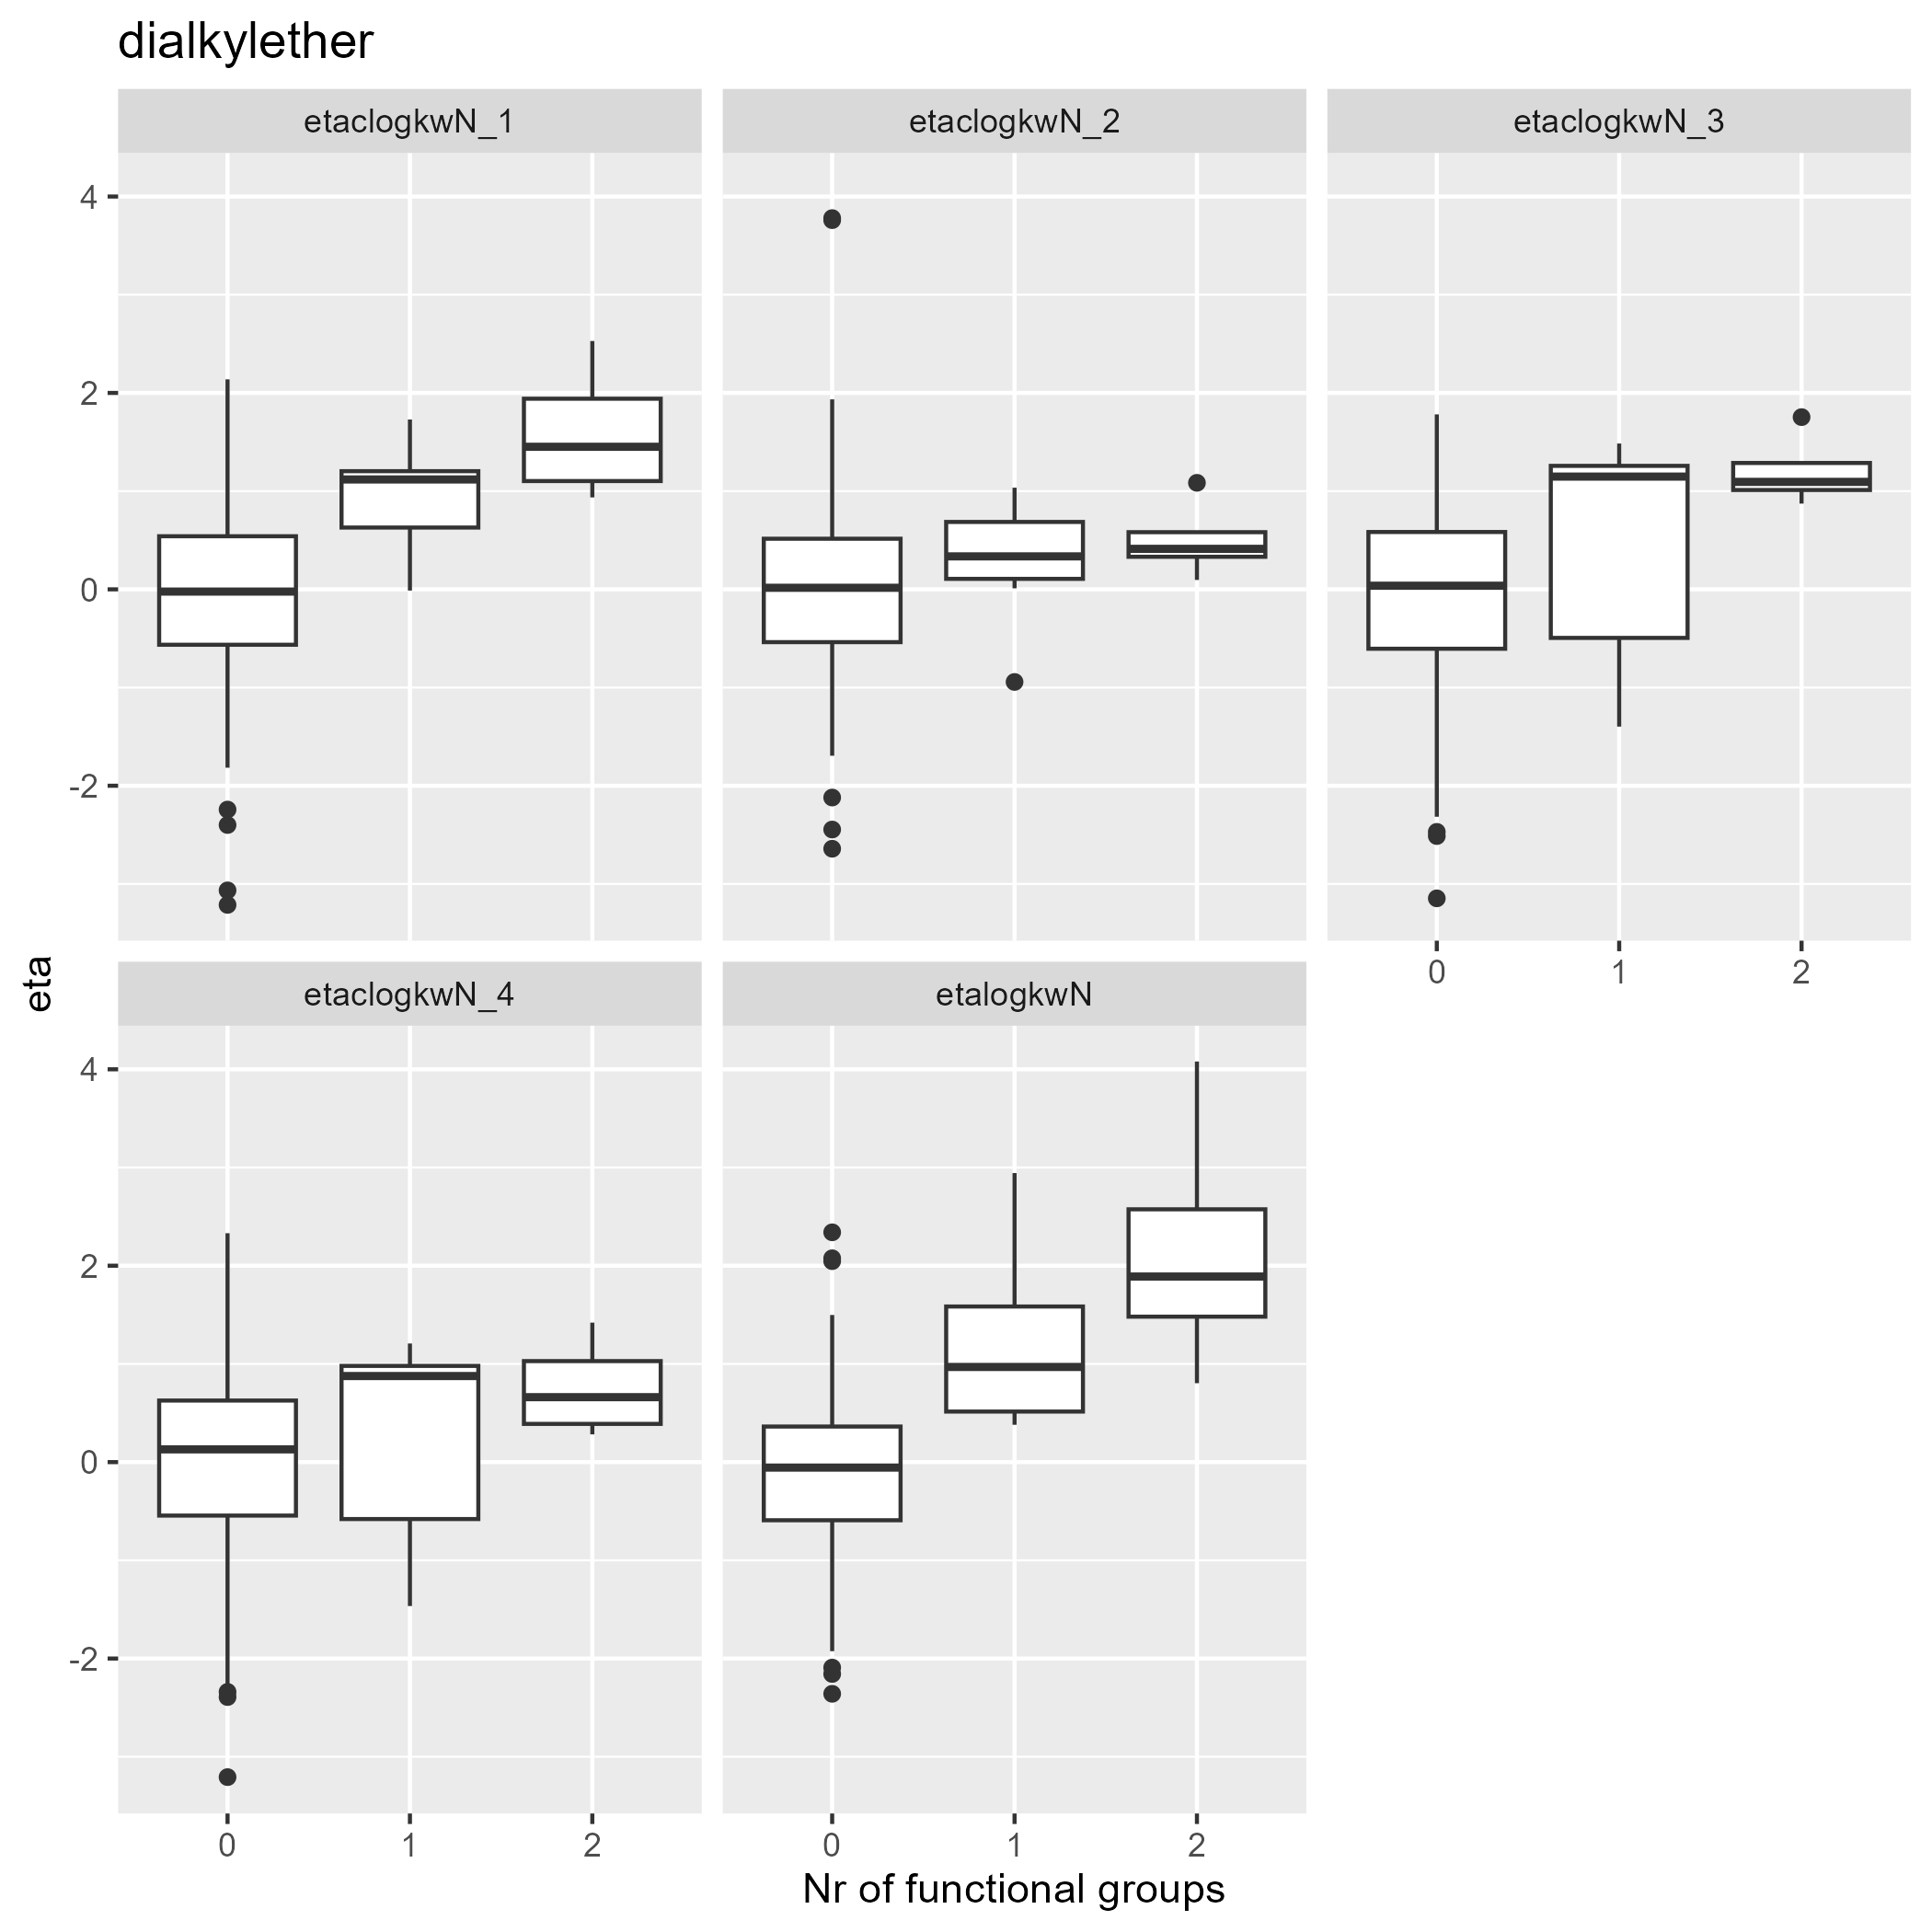 dialkylether
etaclogkwN_1
etaclogkwN_2
etaclogkwN_3
4
2
0
-2
0
1
2
eta
etaclogkwN_4
etalogkwN
4
2
0
-2
0
1
2
0
1
2
Nr of functional groups